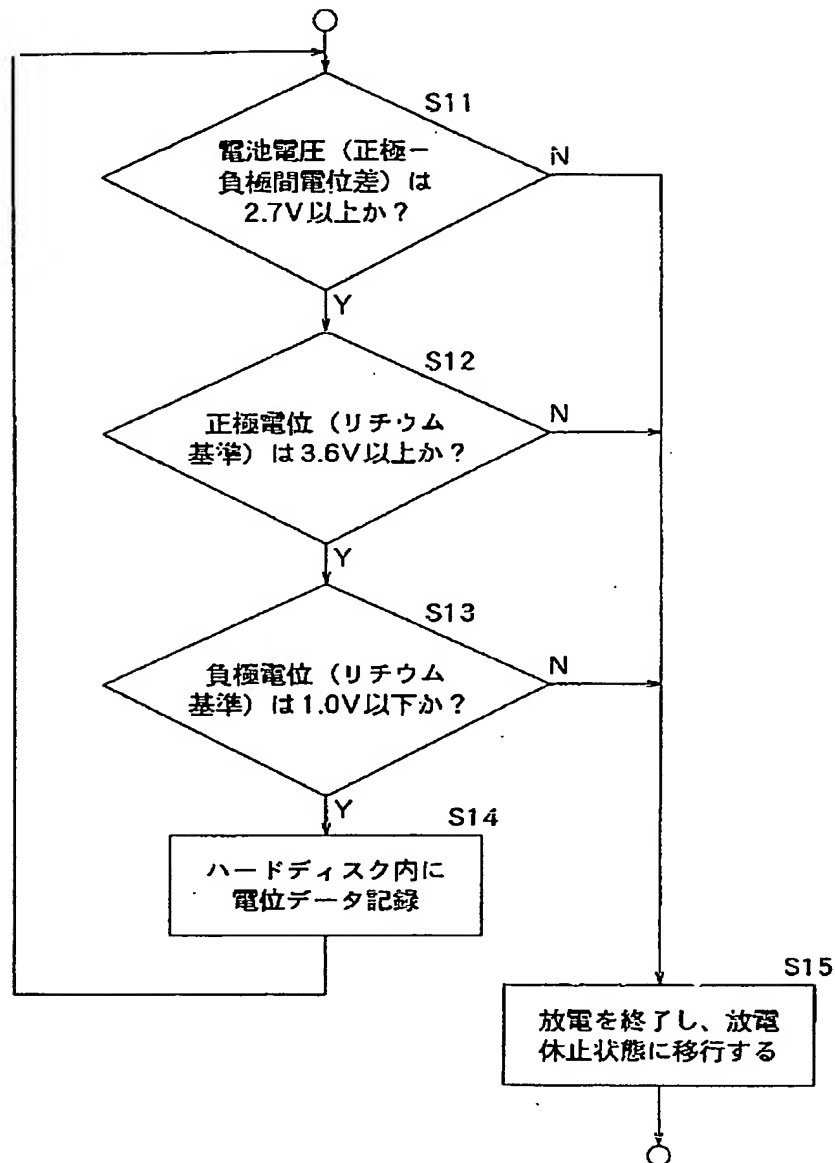 S11
電池電圧（正極－
負極間電位差）は
2.7V以上か？
N
Y
S12
正極電位（リチウム
基準）は3.6V以上か？
N
Y
S13
負極電位（リチウム
基準）は1.0V以下か？
N
Y
S14
ハードディスク内に
電位データ記録
S15
放電を終了し、放電
休止状態に移行する